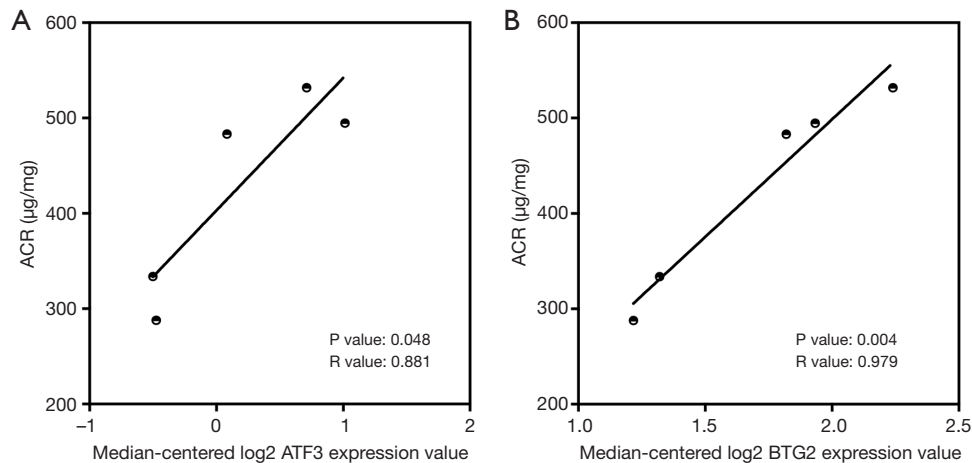 A
600
500
400
300
200
ACR (µg/mg)
P value: 0.048
R value: 0.881
−1 0 1 2
Median-centered log2 ATF3 expression value
B
600
500
400
300
200
ACR (µg/mg)
P value: 0.004
R value: 0.979
1.0 1.5 2.0 2.5
Median-centered log2 BTG2 expression value